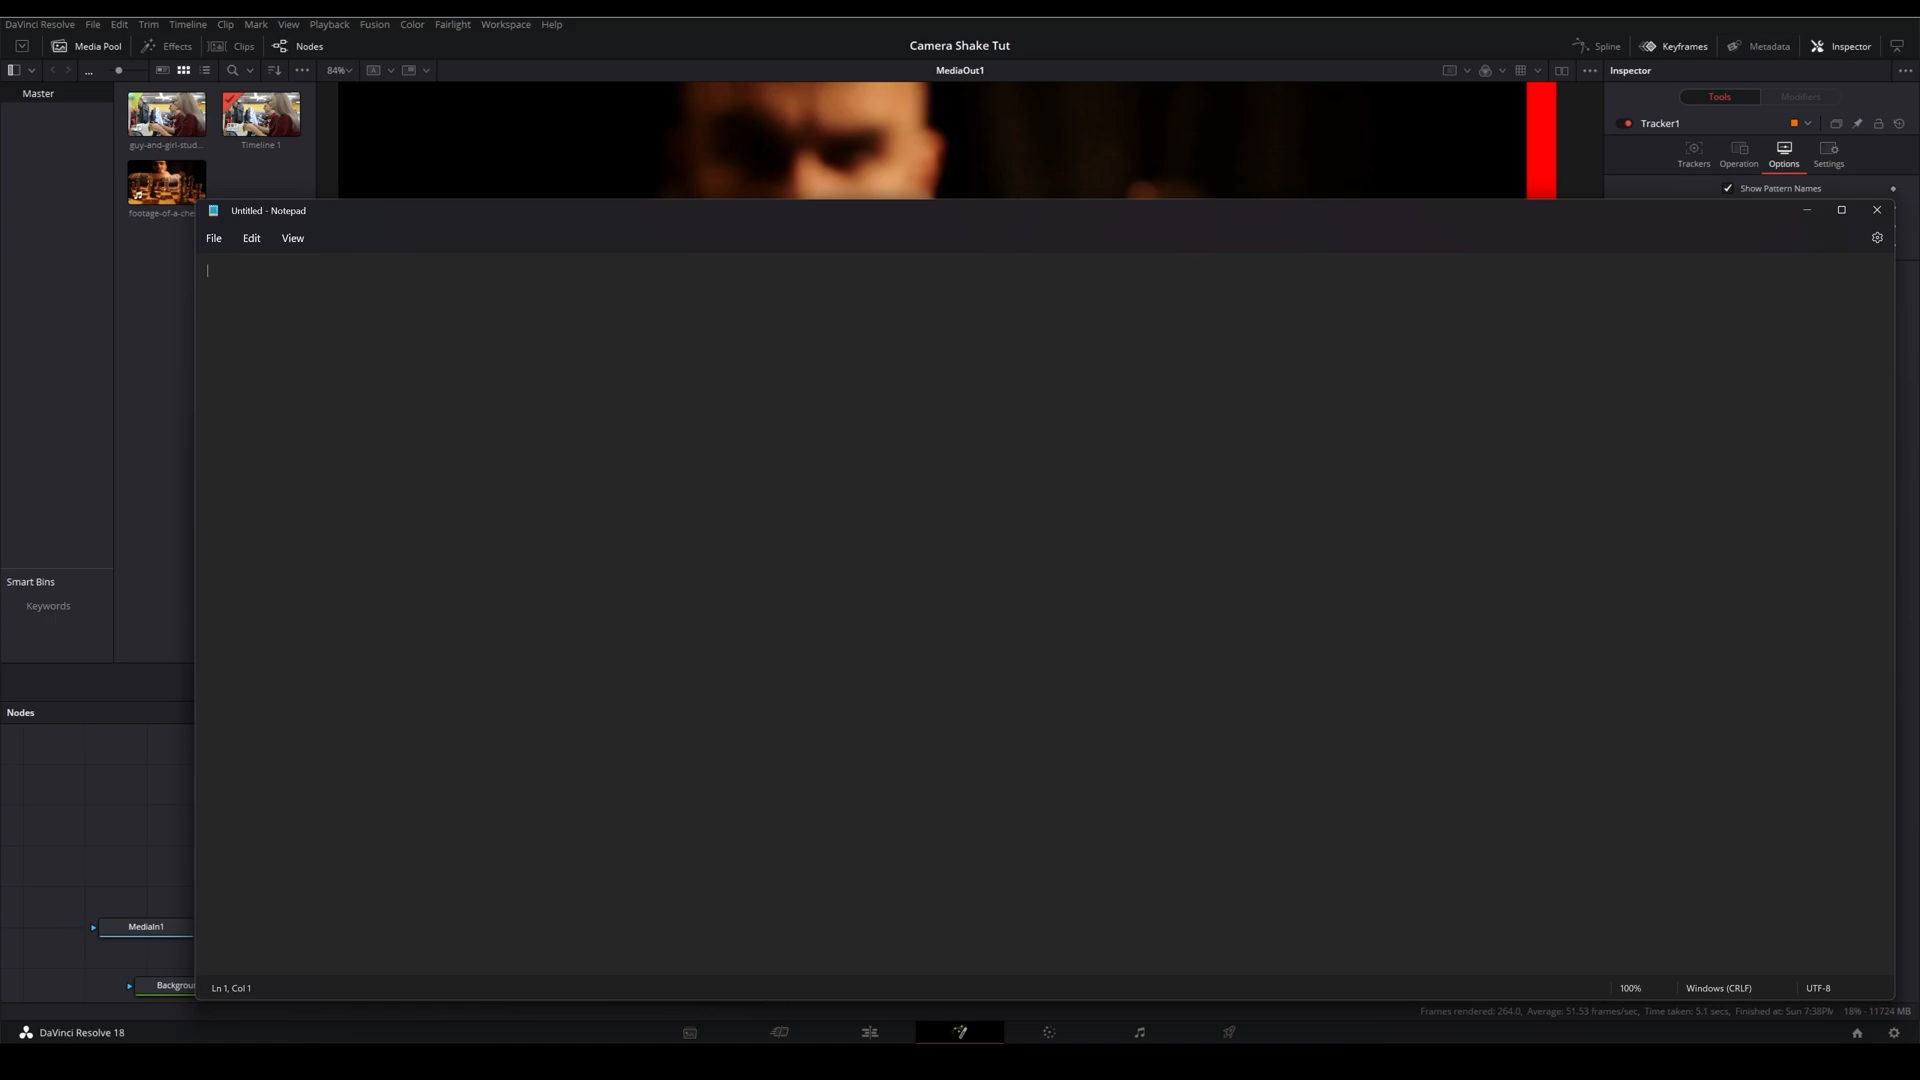 DaVinci Resolve File Edit Trim Timeline Clip Mark View Playback Fusion Color Fairlight Workspace Help
Media Pool Effects Clips Nodes Camera Shake Tut Spline Keyframes Metadata Inspector
... 84% MediaOut1 Inspector
Master
Tools Modifiers
Tracker1
guy-and-girl-stud... Timeline 1
Trackers Operation Options Settings
Show Pattern Names
footage-of-a-che
Untitled - Notepad
File Edit View
Smart Bins
Keywords
Nodes
MediaIn1
Backgrou
Ln 1, Col 1 100% Windows (CRLF) UTF-8
Frames rendered: 264.0, Average: 51.53 frames/sec, Time taken: 5.1 secs, Finished at: Sun 7:38PM 18% - 11724 MB
DaVinci Resolve 18